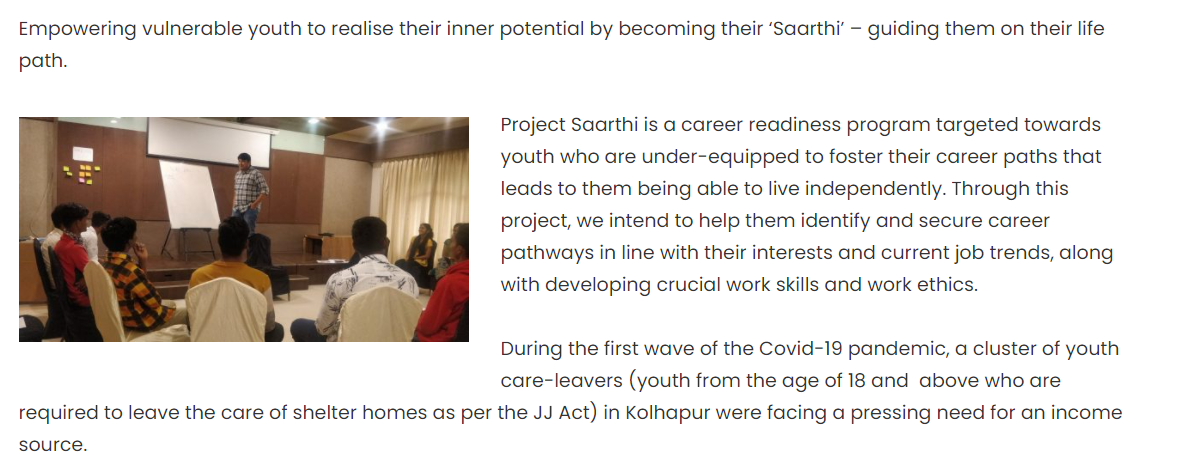 Empowering vulnerable youth to realise their inner potential by becoming their ‘Saarthi’ – guiding them on their life
path.
Project Saarthi is a career readiness program targeted towards
youth who are under-equipped to foster their career paths that
leads to them being able to live independently. Through this
project, we intend to help them identify and secure career
pathways in line with their interests and current job trends, along
with developing crucial work skills and work ethics.
During the first wave of the Covid-19 pandemic, a cluster of youth
care-leavers (youth from the age of 18 and  above who are
required to leave the care of shelter homes as per the JJ Act) in Kolhapur were facing a pressing need for an income
source.